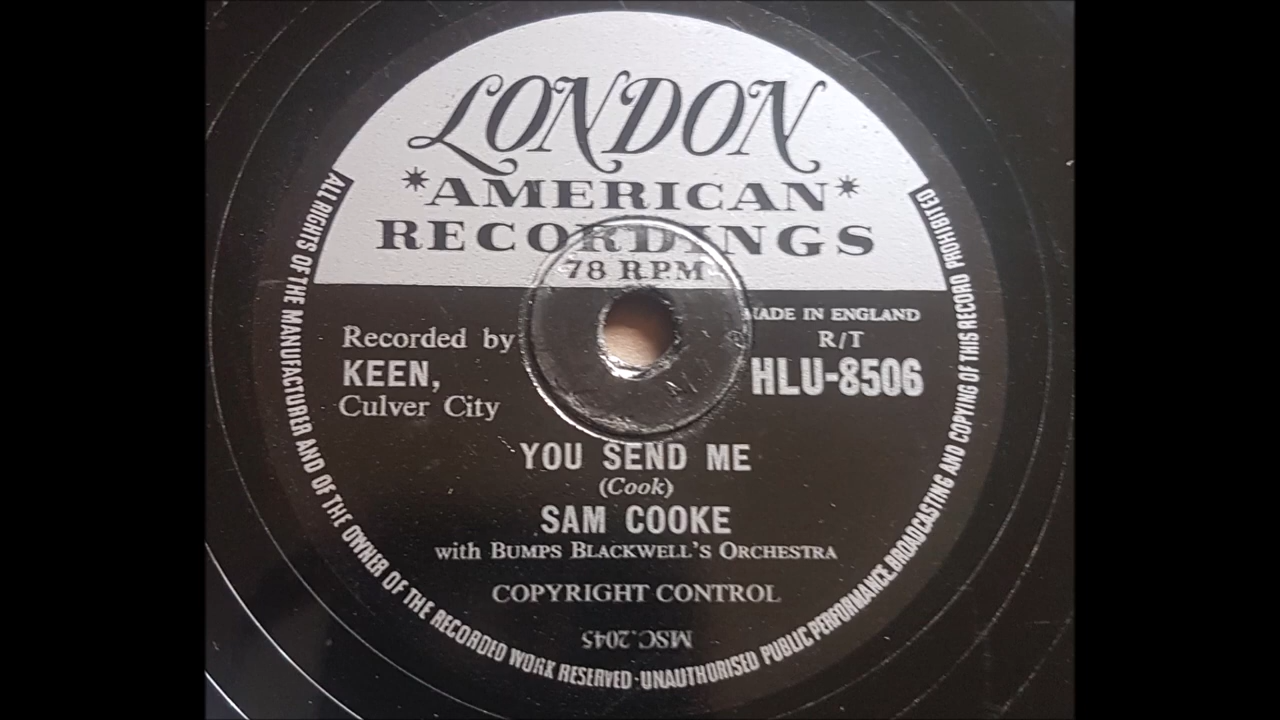 LONDON
*AMERICAN*
RECORDINGS
78 RPM
MADE IN ENGLAND
R/T
HLU-8506
Recorded by
KEEN,
Culver City
YOU SEND ME
(Cook)
SAM COOKE
with BUMPS BLACKWELL'S ORCHESTRA
COPYRIGHT CONTROL
MSC.2045
ALL RIGHTS OF THE MANUFACTURER AND OF THE OWNER OF THE RECORDED WORK RESERVED·UNAUTHORISED PUBLIC PERFORMANCE, BROADCASTING AND COPYING OF THIS RECORD PROHIBITED